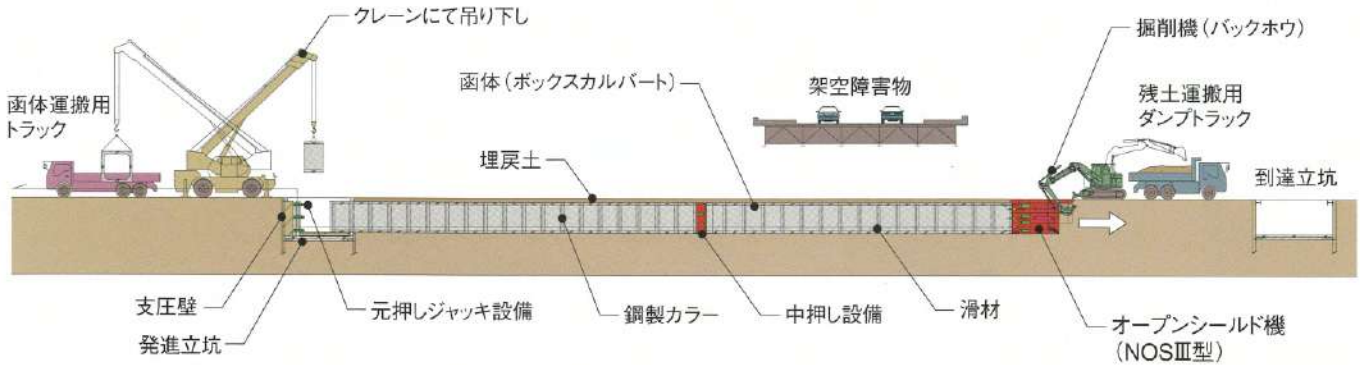 クレーンにて吊り下し
掘削機(バックホウ)
函体(ボックスカルバート)
架空障害物
函体運搬用
トラック
残土運搬用
ダンプトラック
埋戻土
到達立坑
支圧壁
元押しジャッキ設備
鋼製カラー
中押し設備
滑材
発進立坑
オープンシールド機
(NOSⅢ型)